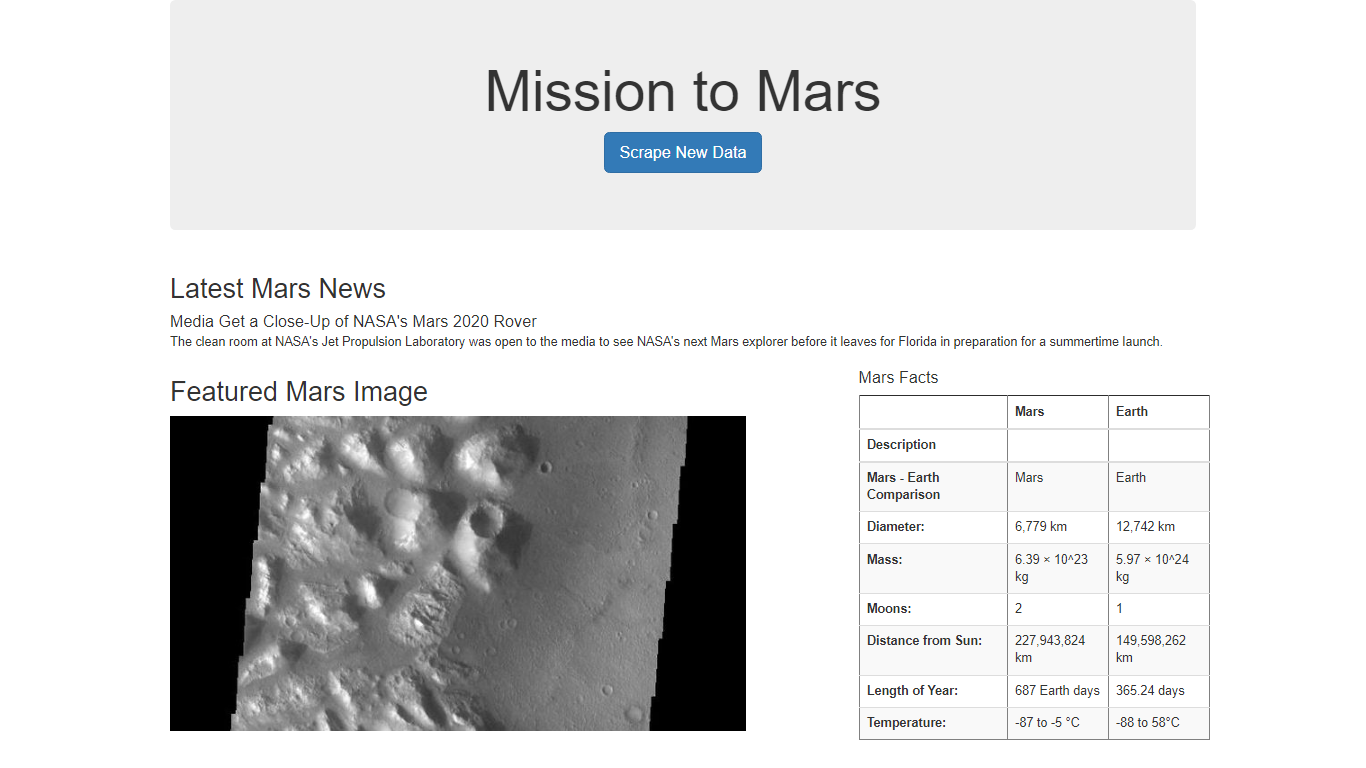 Mission to Mars
Scrape New Data
Latest Mars News
Media Get a Close-Up of NASA's Mars 2020 Rover
The clean room at NASA's Jet Propulsion Laboratory was open to the media to see NASA's next Mars explorer before it leaves for Florida in preparation for a summertime launch.
Featured Mars Image
Mars Facts
Mars Earth
Description
Mars - Earth Mars Earth
Comparison
Diameter: 6,779 km 12,742 km
Mass: 6.39 × 10^23 5.97 × 10^24
kg kg
Moons: 2 1
Distance from Sun: 227,943,824 149,598,262
km km
Length of Year: 687 Earth days 365.24 days
Temperature: -87 to -5 °C -88 to 58°C